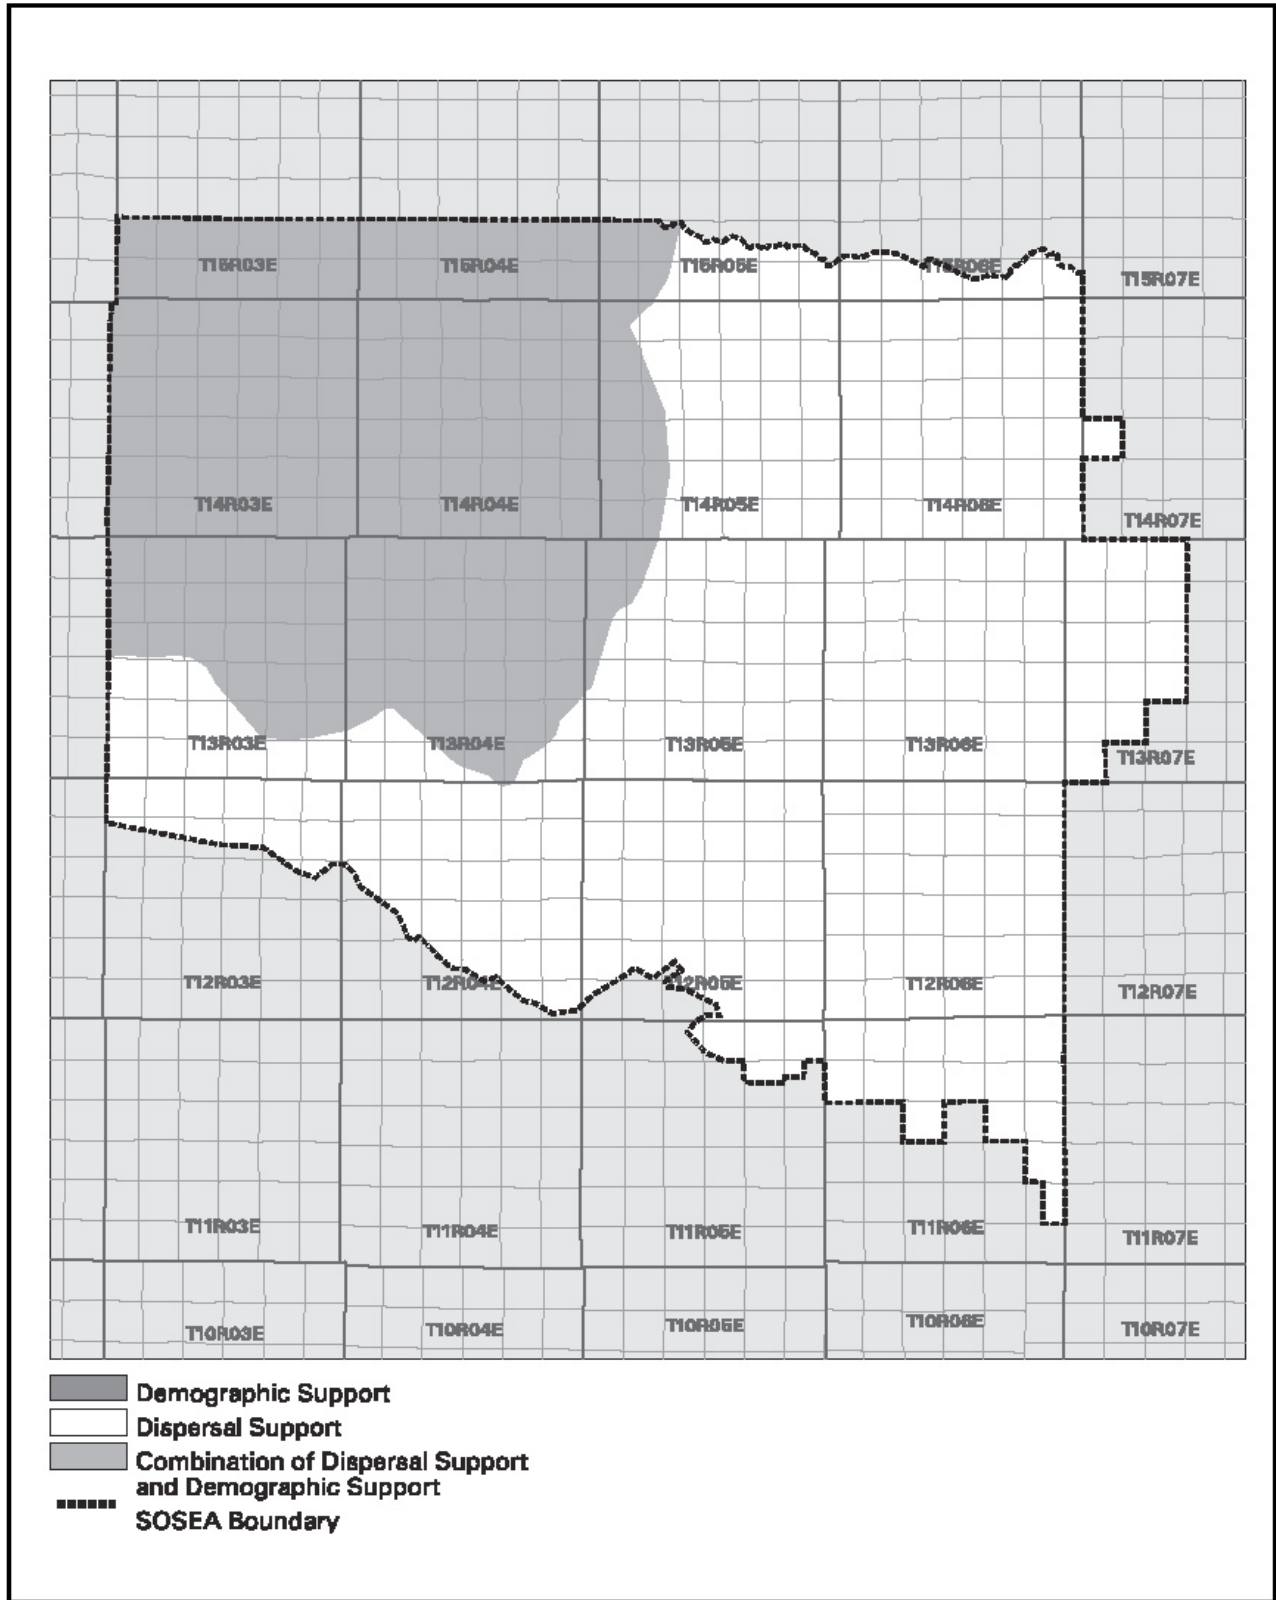 T15R03E
T15R04E
T15R05E
T15R06E
T15R07E
T14R03E
T14R04E
T14R05E
T14R06E
T14R07E
T13R03E
T13R04E
T13R05E
T13R06E
T13R07E
T12R03E
T12R04E
T12R05E
T12R06E
T12R07E
T11R03E
T11R04E
T11R05E
T11R06E
T11R07E
T10R03E
T10R04E
T10R05E
T10R06E
T10R07E
Demographic Support
Dispersal Support
Combination of Dispersal Support
and Demographic Support
SOSEA Boundary